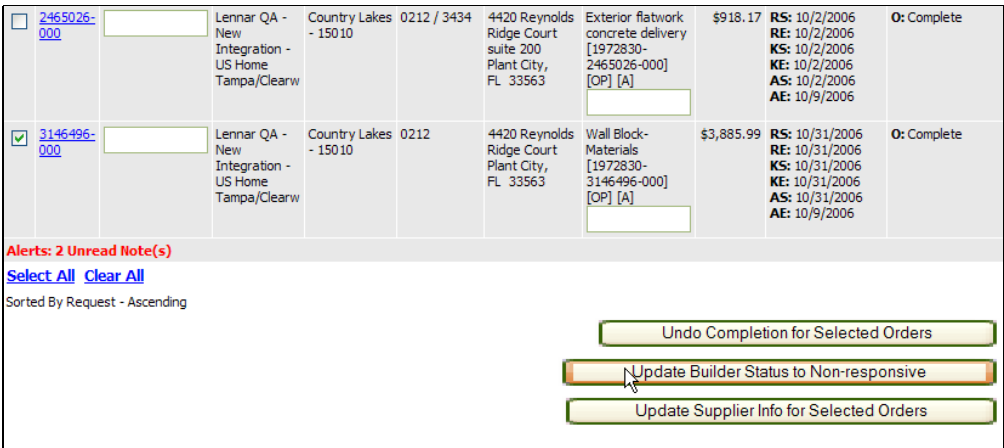 2465026-
000
Lennar QA -
New
Integration -
US Home
Tampa/Clearw
Country Lakes
- 15010
0212 / 3434
4420 Reynolds
Ridge Court
suite 200
Plant City,
FL 33563
Exterior flatwork
concrete delivery
[1972830-
2465026-000]
[OP] [A]
$918.17
RS: 10/2/2006
RE: 10/2/2006
KS: 10/2/2006
KE: 10/2/2006
AS: 10/2/2006
AE: 10/9/2006
O: Complete
3146496-
000
Lennar QA -
New
Integration -
US Home
Tampa/Clearw
Country Lakes
- 15010
0212
4420 Reynolds
Ridge Court
Plant City,
FL 33563
Wall Block-
Materials
[1972830-
3146496-000]
[OP] [A]
$3,885.99
RS: 10/31/2006
RE: 10/31/2006
KS: 10/31/2006
KE: 10/31/2006
AS: 10/31/2006
AE: 10/9/2006
O: Complete
Alerts: 2 Unread Note(s)
Select All Clear All
Sorted By Request - Ascending
Undo Completion for Selected Orders
Update Builder Status to Non-responsive
Update Supplier Info for Selected Orders